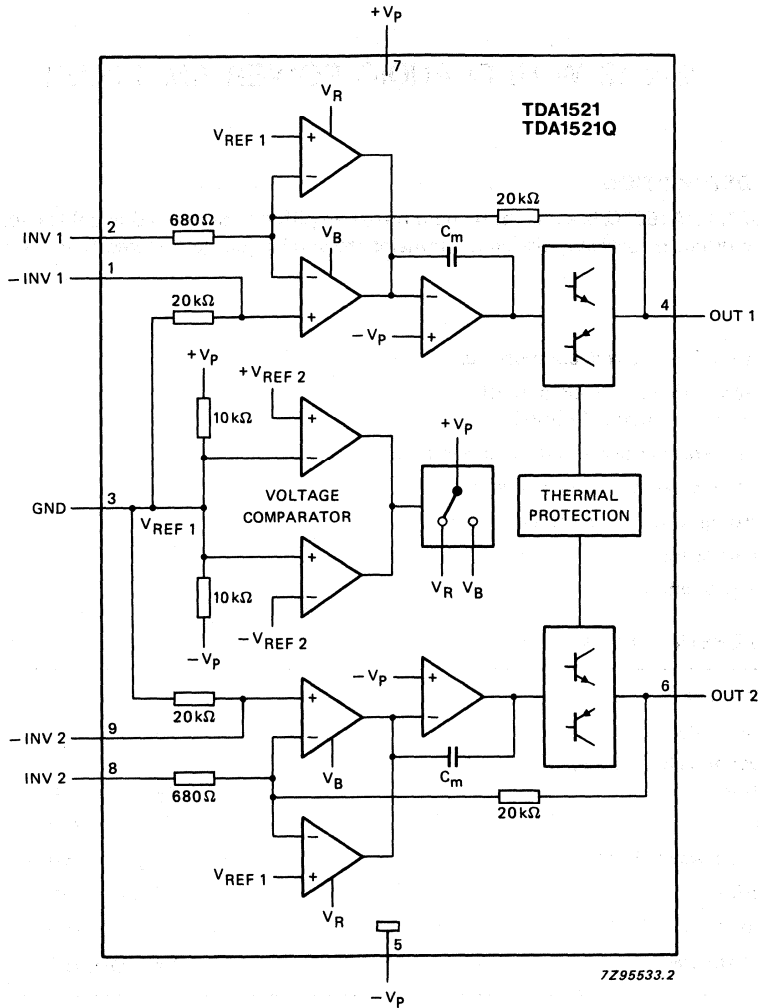 +VP
7
TDA1521
TDA1521Q
VR
VREF 1
+
−
20kΩ
2
680Ω
INV 1
VB
Cm
1
−INV 1
−
+
−
+
−VP
4
OUT 1
20kΩ
+VP
+VREF 2
10kΩ
+
−
+VP
3
GND
VREF 1
VOLTAGE
COMPARATOR
THERMAL
PROTECTION
VR
VB
+
−
10kΩ
−VREF 2
−VP
−VP
+
−
6
OUT 2
20kΩ
+
−
−INV 2
9
VB
Cm
INV 2
8
680Ω
20kΩ
−
+
VREF 1
VR
5
7Z95533.2
−VP